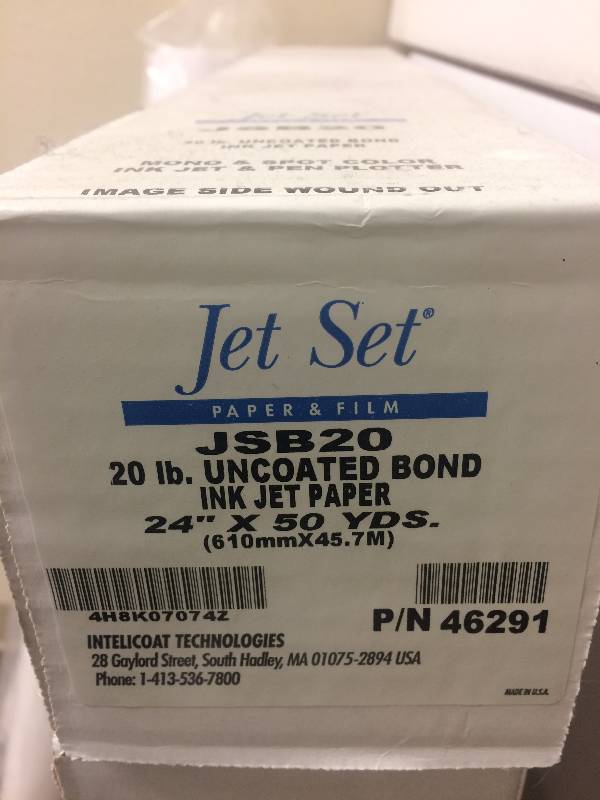 Jet Set
JSB20
20 lb. UNCOATED BOND
INK JET PAPER
MONO & SPOT COLOR
INK JET & PEN PLOTTER
IMAGE SIDE WOUND OUT
Jet Set®
PAPER & FILM
JSB20
20 lb. UNCOATED BOND
INK JET PAPER
24" X 50 YDS.
(610mmX45.7M)
4H8K07074Z
P/N 46291
INTELICOAT TECHNOLOGIES
28 Gaylord Street, South Hadley, MA 01075-2894 USA
Phone: 1-413-536-7800
MADE IN U.S.A.